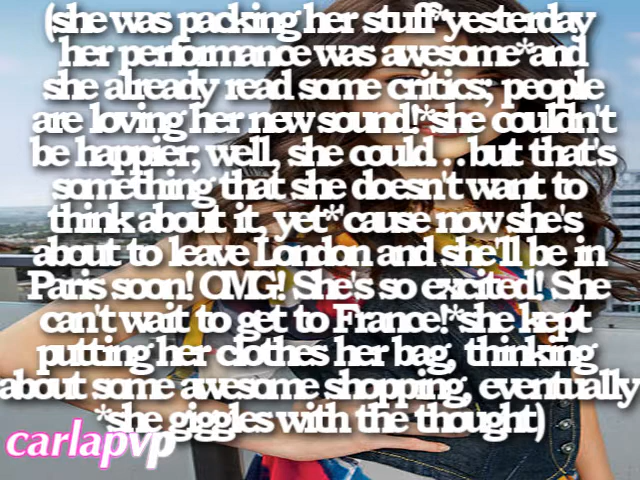 (she was packing her stuff*yesterday
her performance was awesome*and
she already read some critics; people
are loving her new sound!*she couldn't
be happier; well, she could. . .but that's
something that she doesn't want to
think about it, yet*'cause now she's
about to leave London and she'll be in
Paris soon! OMG! She's so excited! She
can't wait to get to France!*she kept
putting her clothes her bag, thinking
about some awesome shopping, eventually
*she giggles with the thought)
carlapvp